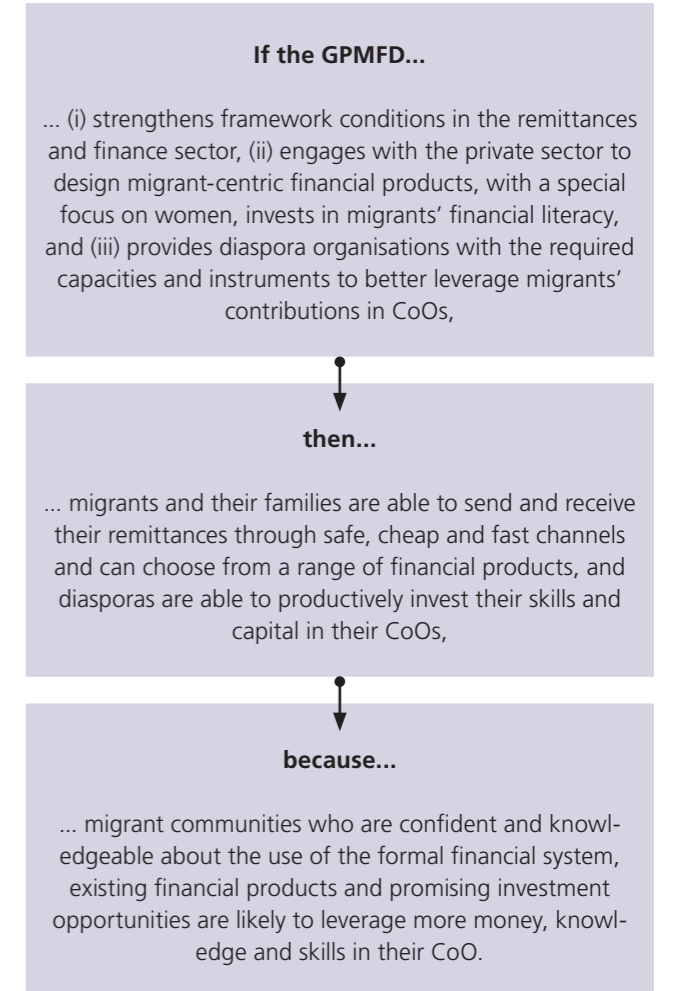 If the GPMFD...
... (i) strengthens framework conditions in the remittances
and finance sector, (ii) engages with the private sector to
design migrant-centric financial products, with a special
focus on women, invests in migrants’ financial literacy,
and (iii) provides diaspora organisations with the required
capacities and instruments to better leverage migrants’
contributions in CoOs,
then...
... migrants and their families are able to send and receive
their remittances through safe, cheap and fast channels
and can choose from a range of financial products, and
diasporas are able to productively invest their skills and
capital in their CoOs,
because...
... migrant communities who are confident and knowl-
edgeable about the use of the formal financial system,
existing financial products and promising investment
opportunities are likely to leverage more money, knowl-
edge and skills in their CoO.